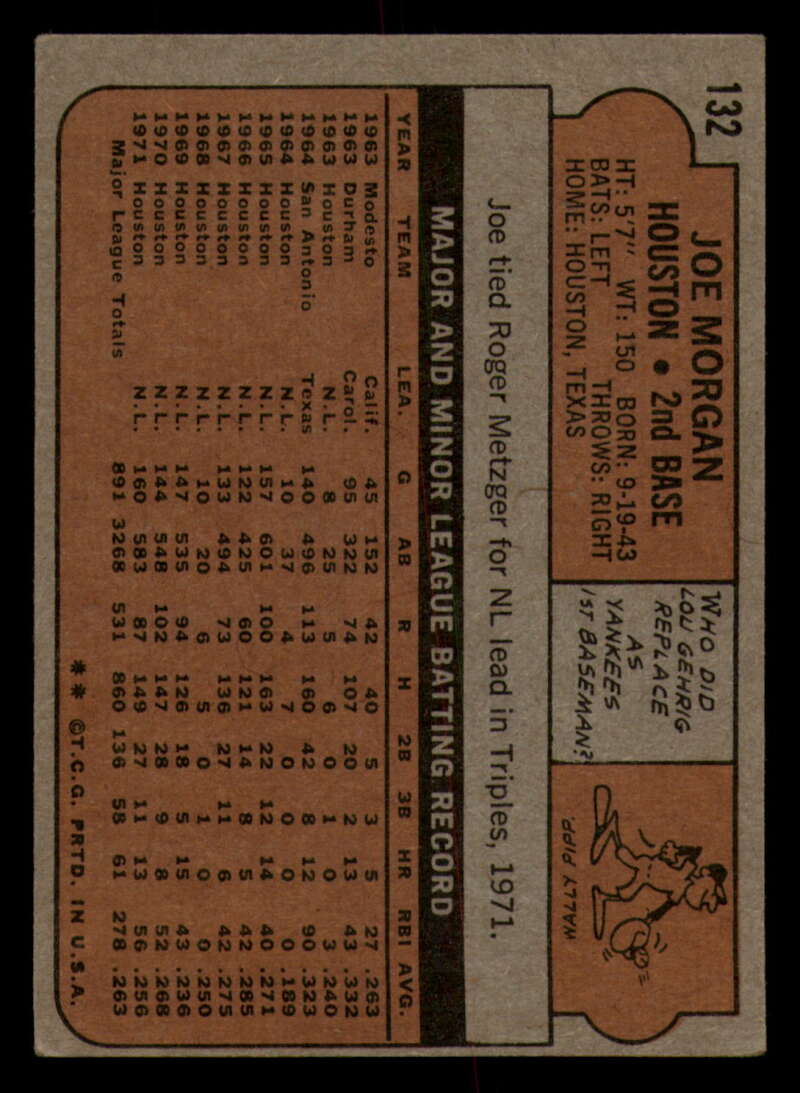 132
JOE MORGAN
HOUSTON • 2nd BASE
HT: 5'7" WT: 150 BORN: 9-19-43
BATS: LEFT THROWS: RIGHT
HOME: HOUSTON, TEXAS
WHO DID
LOU GEHRIG
REPLACE
AS
YANKEES
1ST BASEMAN?
WALLY PIPP.
Joe tied Roger Metzger for NL lead in Triples, 1971.
MAJOR AND MINOR LEAGUE BATTING RECORD
YEAR TEAM LEA. G AB R H 2B 3B HR RBI AVG.
1963 Modesto Calif. 45 152 42 40 5 3 5 27 .263
1963 Durham Carol. 95 322 74 107 20 2 13 43 .332
1963 Houston N.L. 8 25 5 6 0 1 0 3 .240
1964 San Antonio Texas 140 496 113 160 42 8 12 90 .323
1964 Houston N.L. 10 37 4 7 0 0 0 0 .189
1965 Houston N.L. 157 601 100 163 22 12 14 40 .271
1966 Houston N.L. 122 425 60 121 14 8 5 42 .285
1967 Houston N.L. 133 494 73 136 27 11 6 42 .275
1968 Houston N.L. 10 20 6 5 0 1 0 0 .250
1969 Houston N.L. 147 535 94 126 18 5 15 43 .236
1970 Houston N.L. 144 548 102 147 28 9 8 52 .268
1971 Houston N.L. 160 583 87 149 27 11 13 56 .256
Major League Totals 891 3268 531 860 136 58 61 278 .263
** ©T.C.G. PRTD. IN U.S.A.